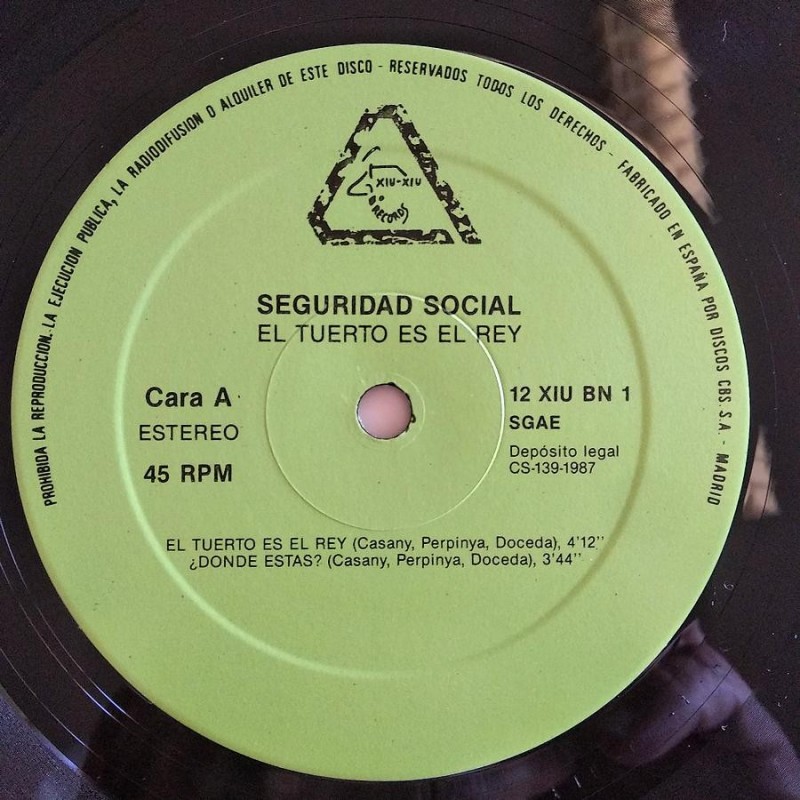 PROHIBIDA LA REPRODUCCION. LA EJECUCION PUBLICA, LA RADIODIFUSION O ALQUILER DE ESTE DISCO - RESERVADOS TODOS LOS DERECHOS - FABRICADO EN ESPAÑA POR DISCOS CBS. S.A. - MADRID
XIU-XIU
RECORDS
SEGURIDAD SOCIAL
EL TUERTO ES EL REY
Cara A
ESTEREO
45 RPM
12 XIU BN 1
SGAE
Depósito legal
CS-139-1987
EL TUERTO ES EL REY (Casany, Perpinya, Doceda), 4'12''
¿DONDE ESTAS? (Casany, Perpinya, Doceda), 3'44''